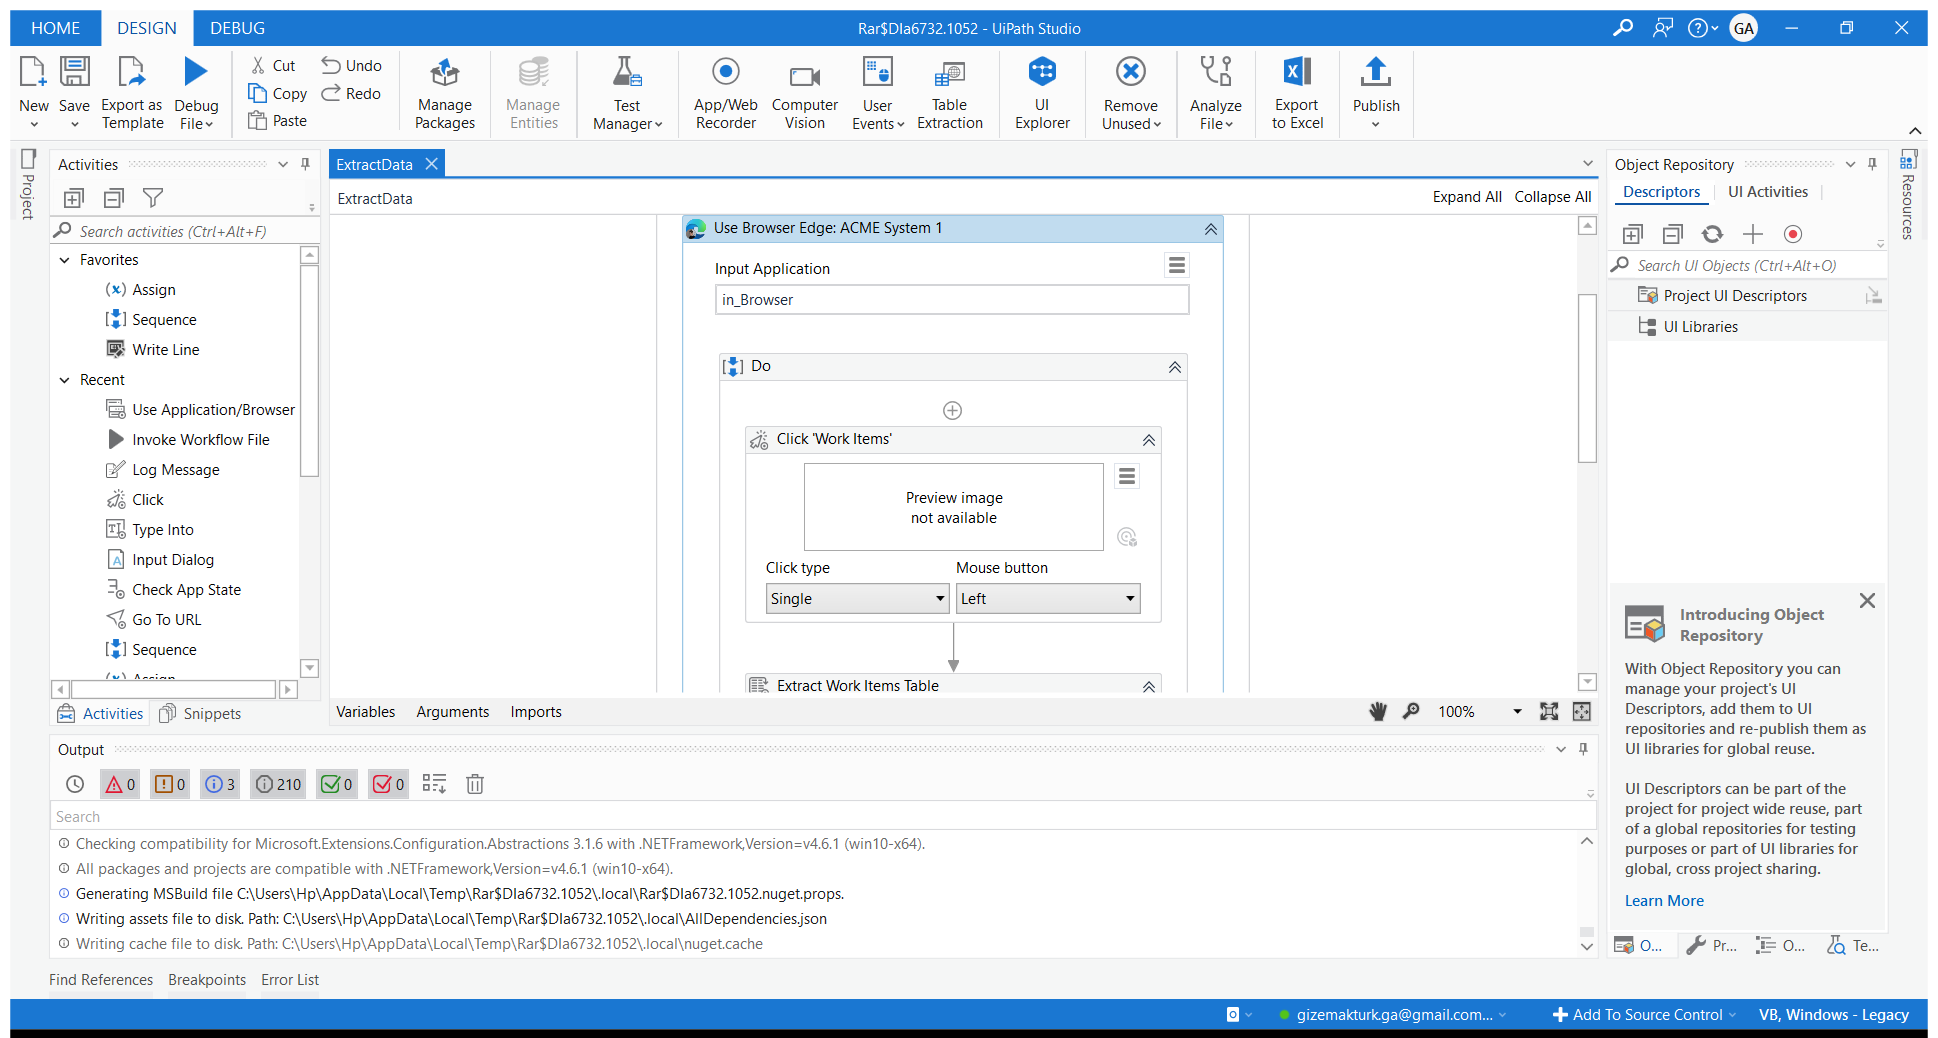 HOME
DESIGN
DEBUG
Rar$DIa6732.1052 - UiPath Studio
GA
New
Save
Export as
Template
Debug
File
Cut
Copy
Paste
Undo
Redo
Manage
Packages
Manage
Entities
Test
Manager
App/Web
Recorder
Computer
Vision
User
Events
Table
Extraction
UI
Explorer
Remove
Unused
Analyze
File
Export
to Excel
Publish
Project
Activities
Search activities (Ctrl+Alt+F)
Favorites
Assign
Sequence
Write Line
Recent
Use Application/Browser
Invoke Workflow File
Log Message
Click
Type Into
Input Dialog
Check App State
Go To URL
Sequence
Assign
Activities
Snippets
ExtractData
ExtractData
Expand All
Collapse All
Use Browser Edge: ACME System 1
Input Application
in_Browser
Do
Click 'Work Items'
Preview image
not available
Click type
Mouse button
Single
Left
Extract Work Items Table
Variables
Arguments
Imports
100%
Object Repository
Descriptors
UI Activities
Search UI Objects (Ctrl+Alt+O)
Project UI Descriptors
UI Libraries
Introducing Object
Repository
With Object Repository you can
manage your project's UI
Descriptors, add them to UI
repositories and re-publish them as
UI libraries for global reuse.
UI Descriptors can be part of the
project for project wide reuse, part
of a global repositories for testing
purposes or part of UI libraries for
global, cross project sharing.
Learn More
O...
Pr...
O...
Te...
Resources
Output
0
0
3
210
0
0
Search
Checking compatibility for Microsoft.Extensions.Configuration.Abstractions 3.1.6 with .NETFramework,Version=v4.6.1 (win10-x64).
All packages and projects are compatible with .NETFramework,Version=v4.6.1 (win10-x64).
Generating MSBuild file C:\Users\Hp\AppData\Local\Temp\Rar$DIa6732.1052\.local\Rar$DIa6732.1052.nuget.props.
Writing assets file to disk. Path: C:\Users\Hp\AppData\Local\Temp\Rar$DIa6732.1052\.local\AllDependencies.json
Writing cache file to disk. Path: C:\Users\Hp\AppData\Local\Temp\Rar$DIa6732.1052\.local\nuget.cache
Find References
Breakpoints
Error List
gizemakturk.ga@gmail.com...
Add To Source Control
VB, Windows - Legacy